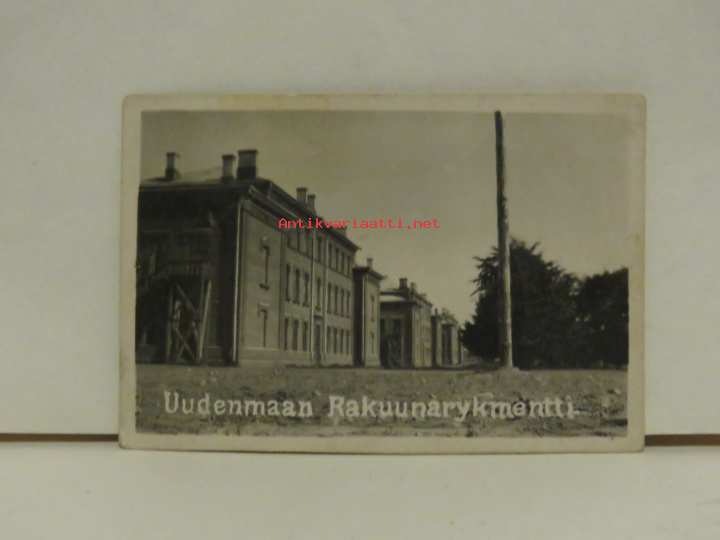 Antikvariaatti.net
Uudenmaan Rakuunarykmentti.